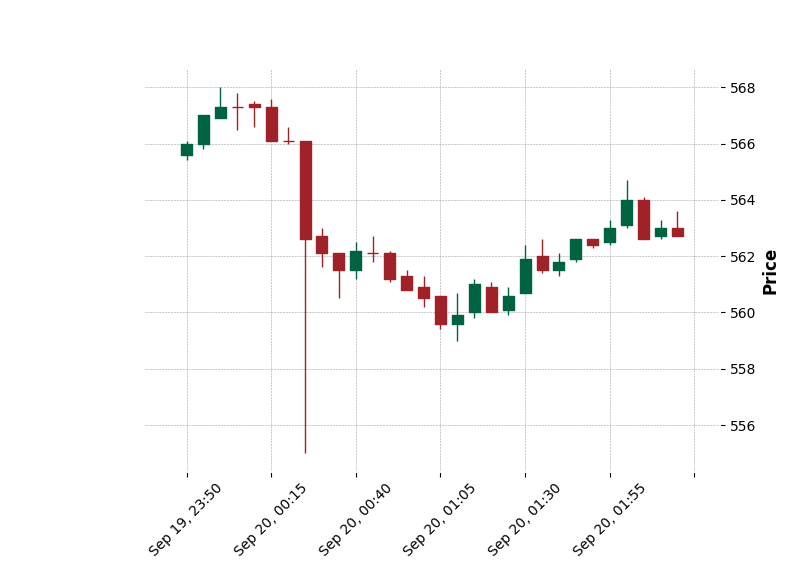 568
566
564
562
560
558
556
Price
Sep 19, 23:50
Sep 20, 00:15
Sep 20, 00:40
Sep 20, 01:05
Sep 20, 01:30
Sep 20, 01:55